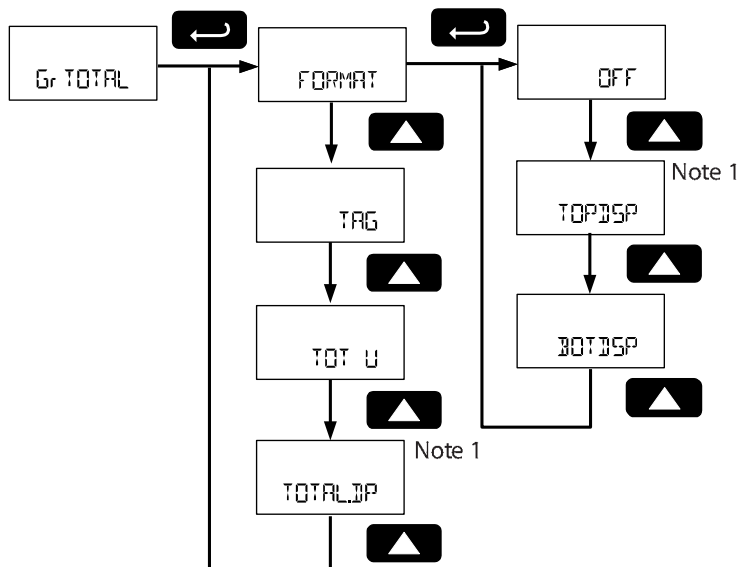 Gr TOTAL
FORMAT
TAG
TOT U
Note 1
TOTAL.DP
OFF
Note 1
TOPDSP
BOTDSP